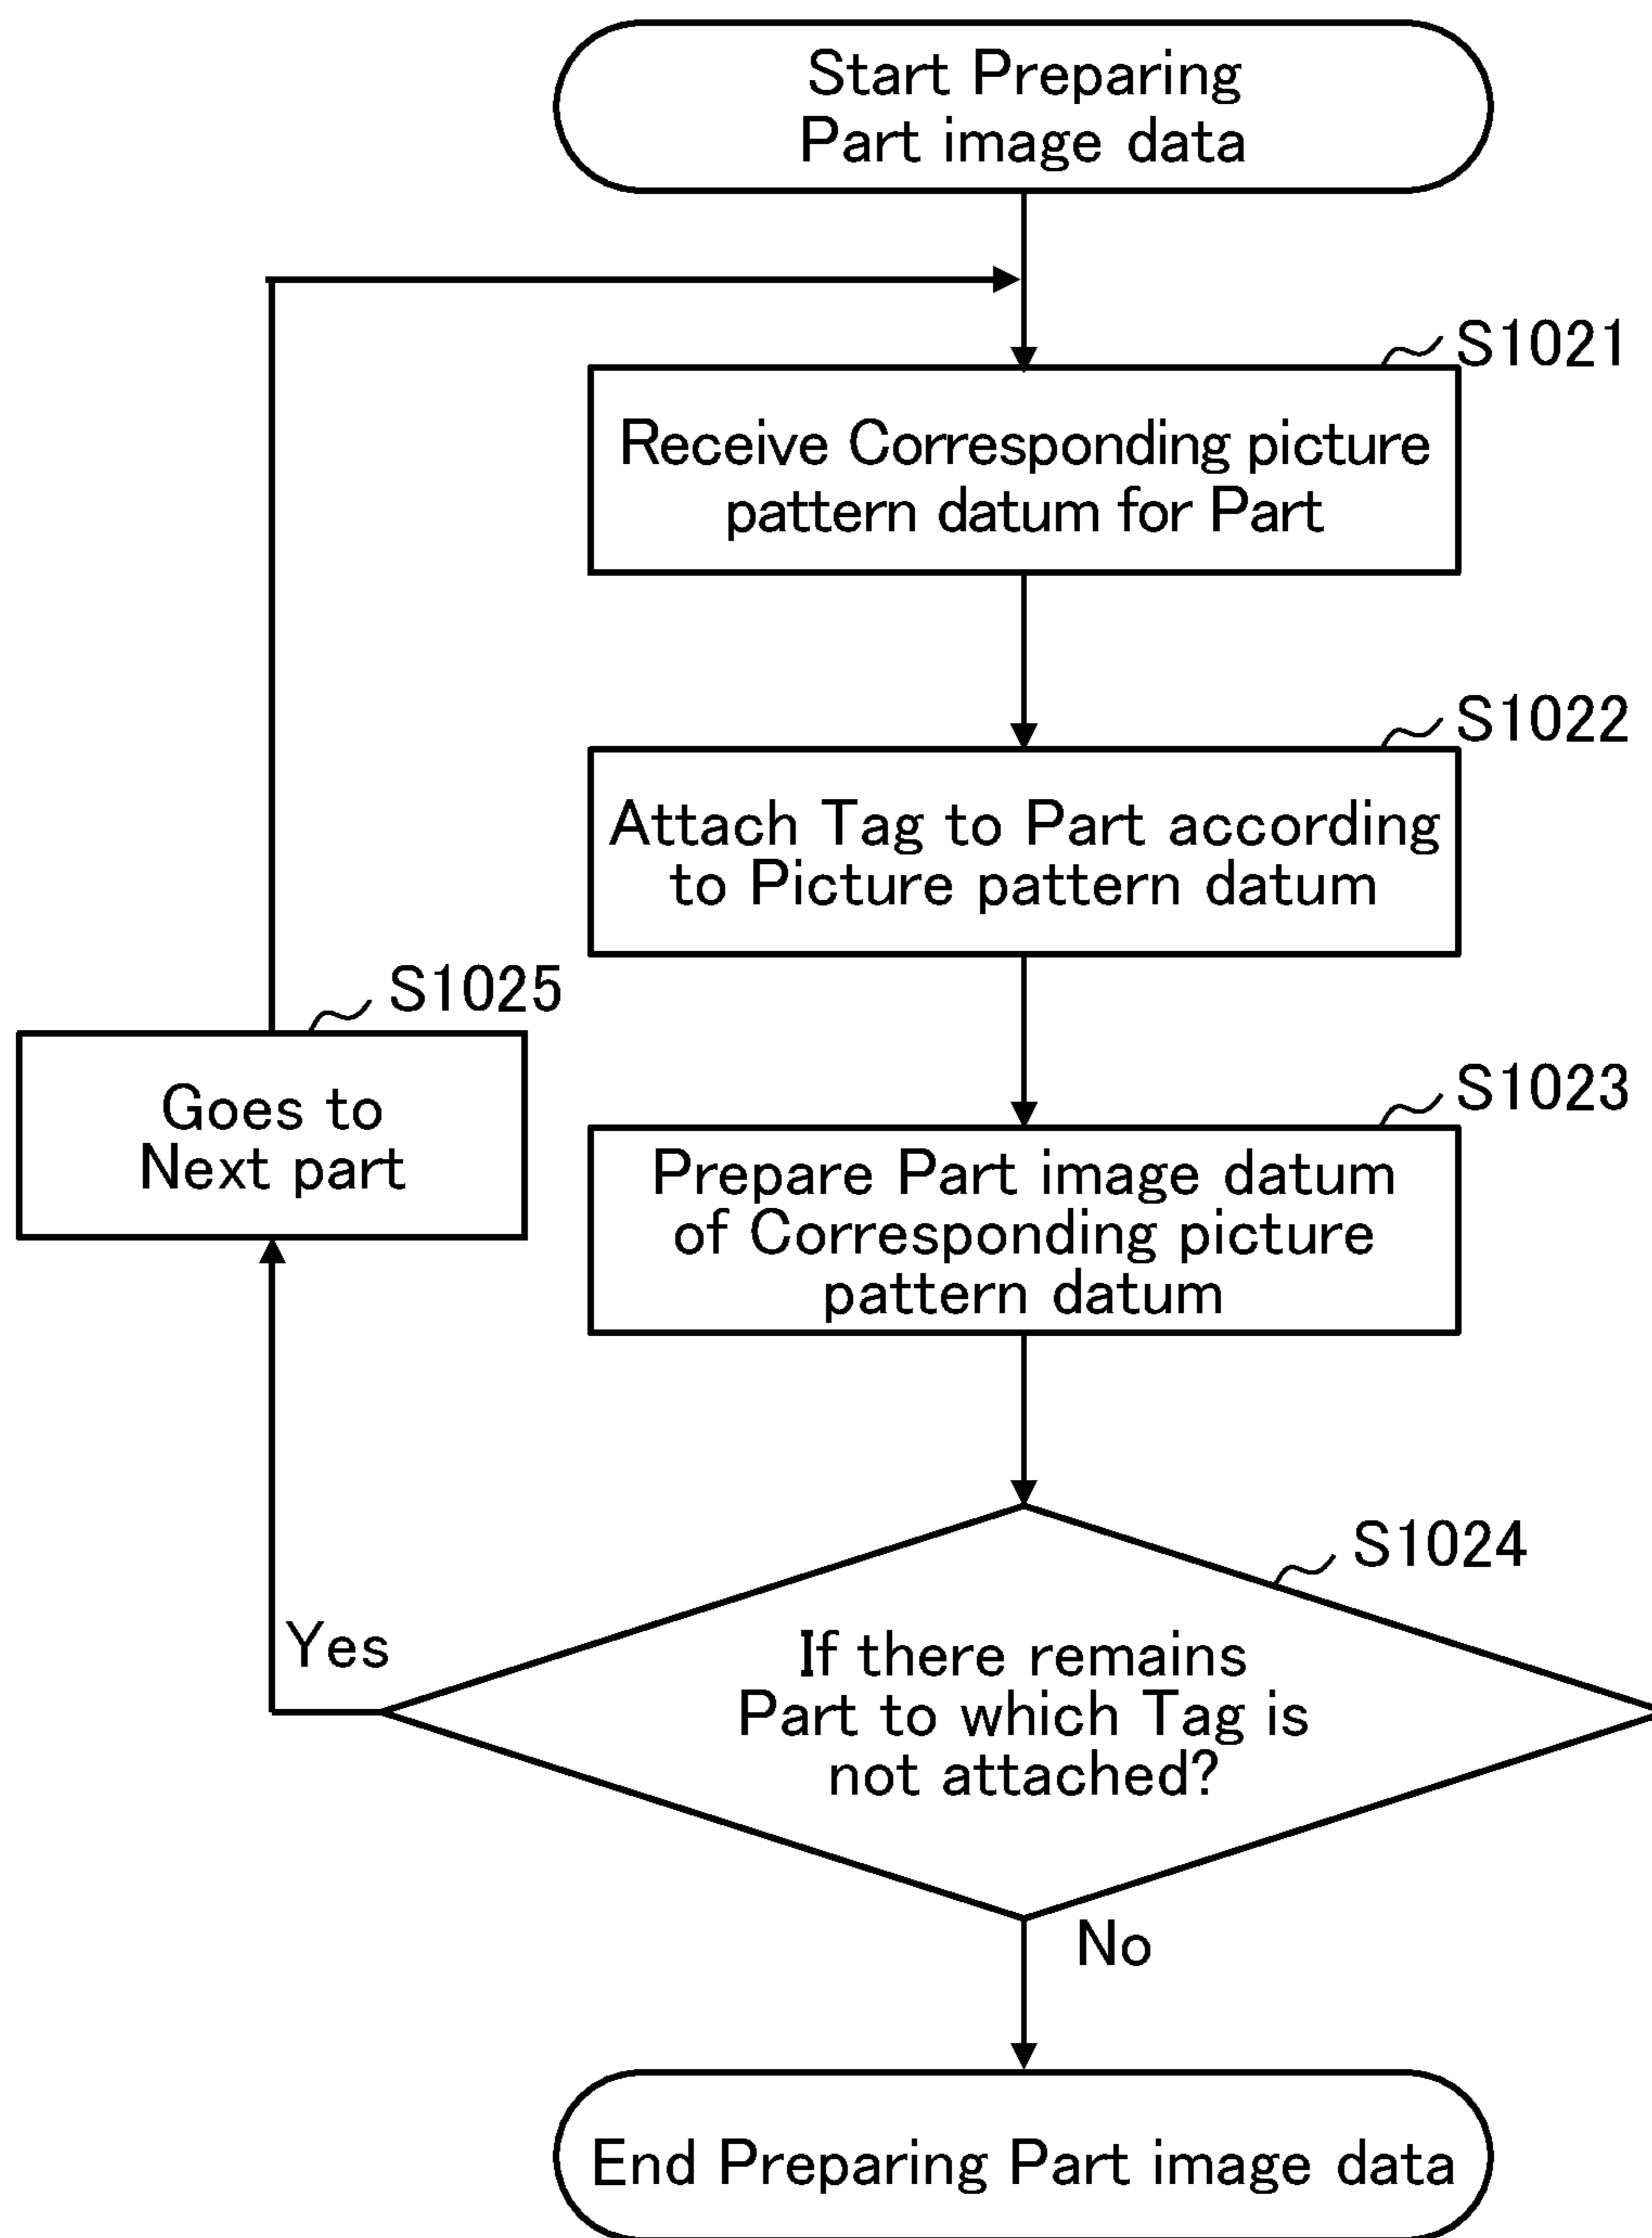 Start Preparing
Part image data
S1021
Receive Corresponding picture
pattern datum for Part
S1022
Attach Tag to Part according
to Picture pattern datum
S1025
Goes to
Next part
S1023
Prepare Part image datum
of Corresponding picture
pattern datum
S1024
If there remains
Part to which Tag is
not attached?
Yes
No
End Preparing Part image data